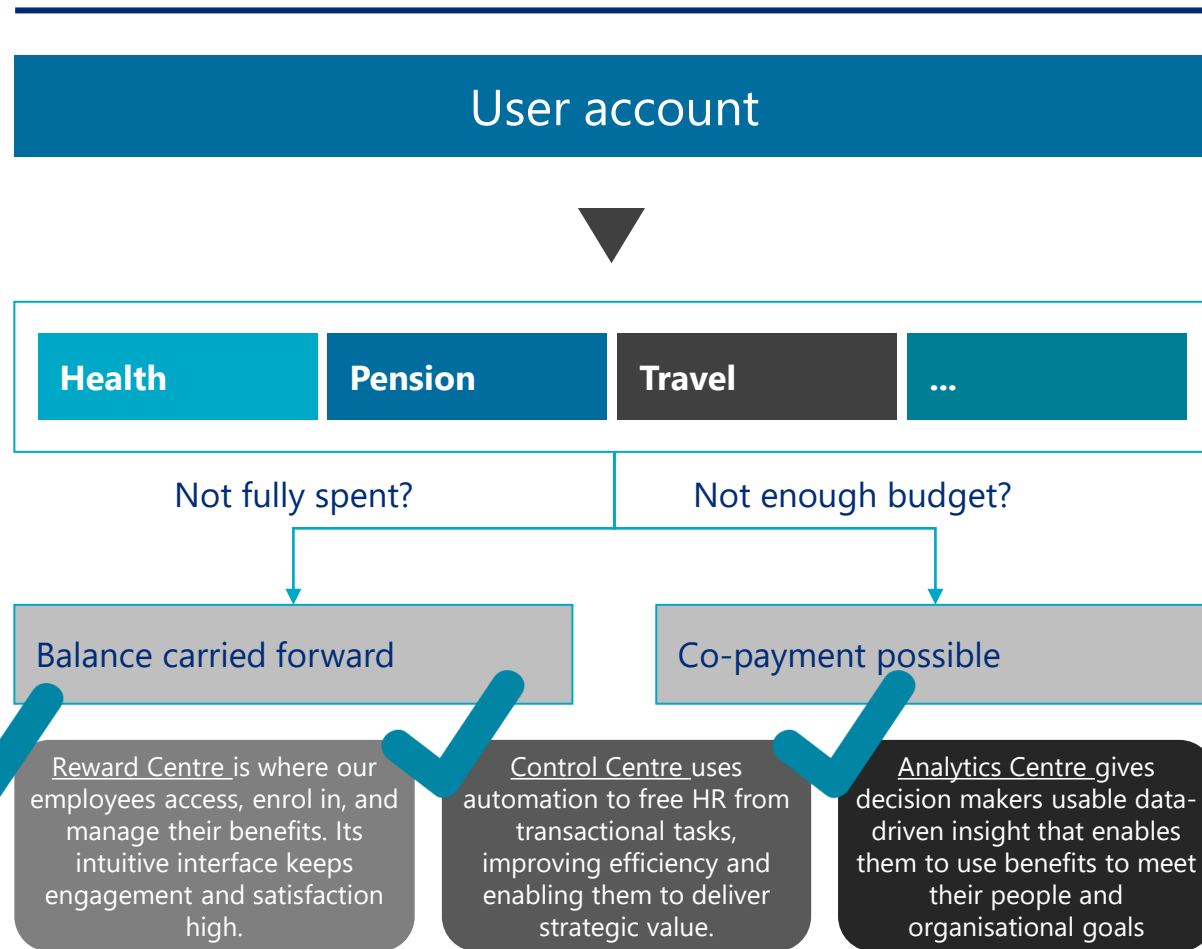 User account
Health
Pension
Travel
...
Not fully spent?
Not enough budget?
Balance carried forward
Co-payment possible
Reward Centre is where our
employees access, enrol in, and
manage their benefits. Its
intuitive interface keeps
engagement and satisfaction
high.
Control Centre uses
automation to free HR from
transactional tasks,
improving efficiency and
enabling them to deliver
strategic value.
Analytics Centre gives
decision makers usable data-
driven insight that enables
them to use benefits to meet
their people and
organisational goals